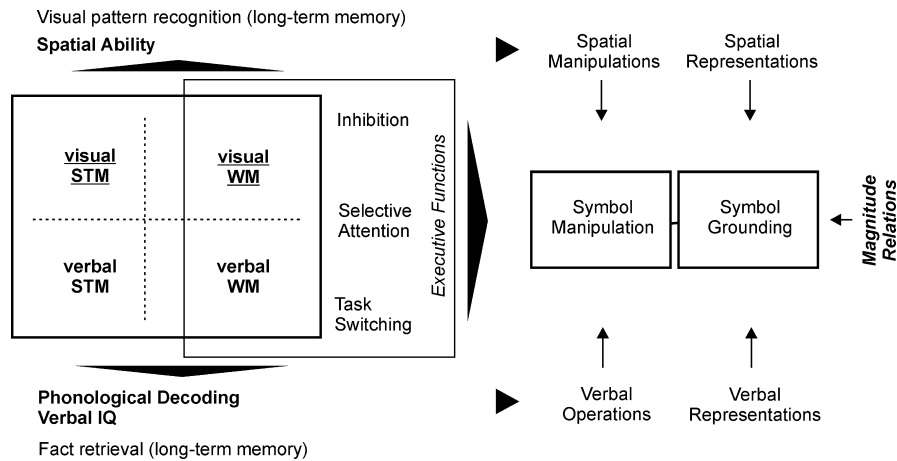 Visual pattern recognition (long-term memory)
Spatial Ability
visual
STM
visual
WM
verbal
STM
verbal
WM
Inhibition
Selective
Attention
Task
Switching
Executive Functions
Phonological Decoding
Verbal IQ
Fact retrieval (long-term memory)
Spatial
Manipulations
Spatial
Representations
Symbol
Manipulation
Symbol
Grounding
Magnitude
Relations
Verbal
Operations
Verbal
Representations